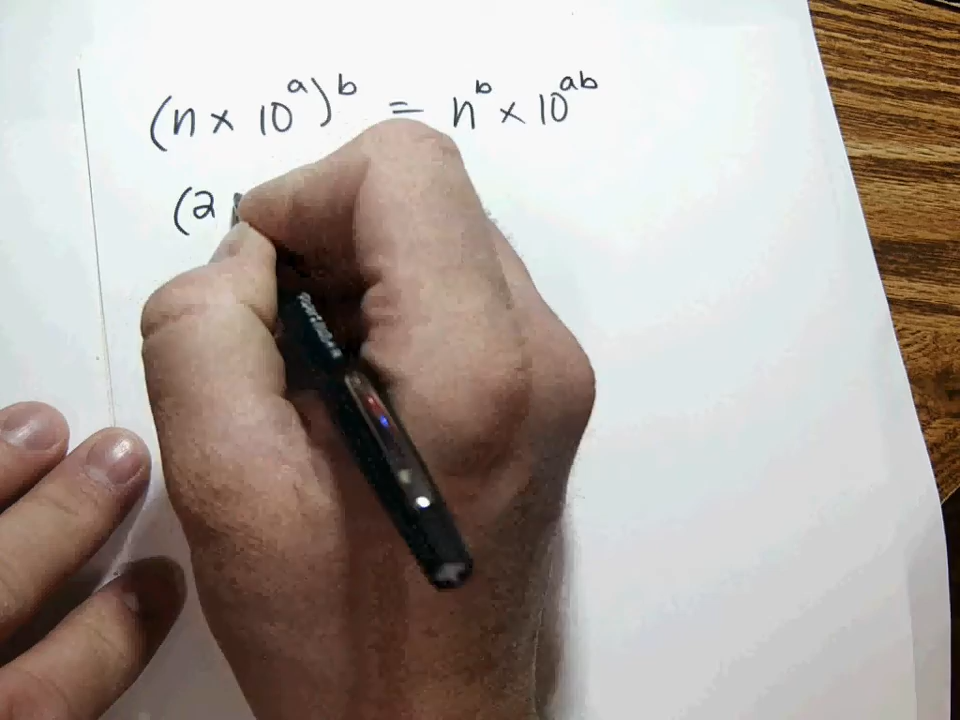 (n × 10^a)^b = n^b × 10^ab
(2